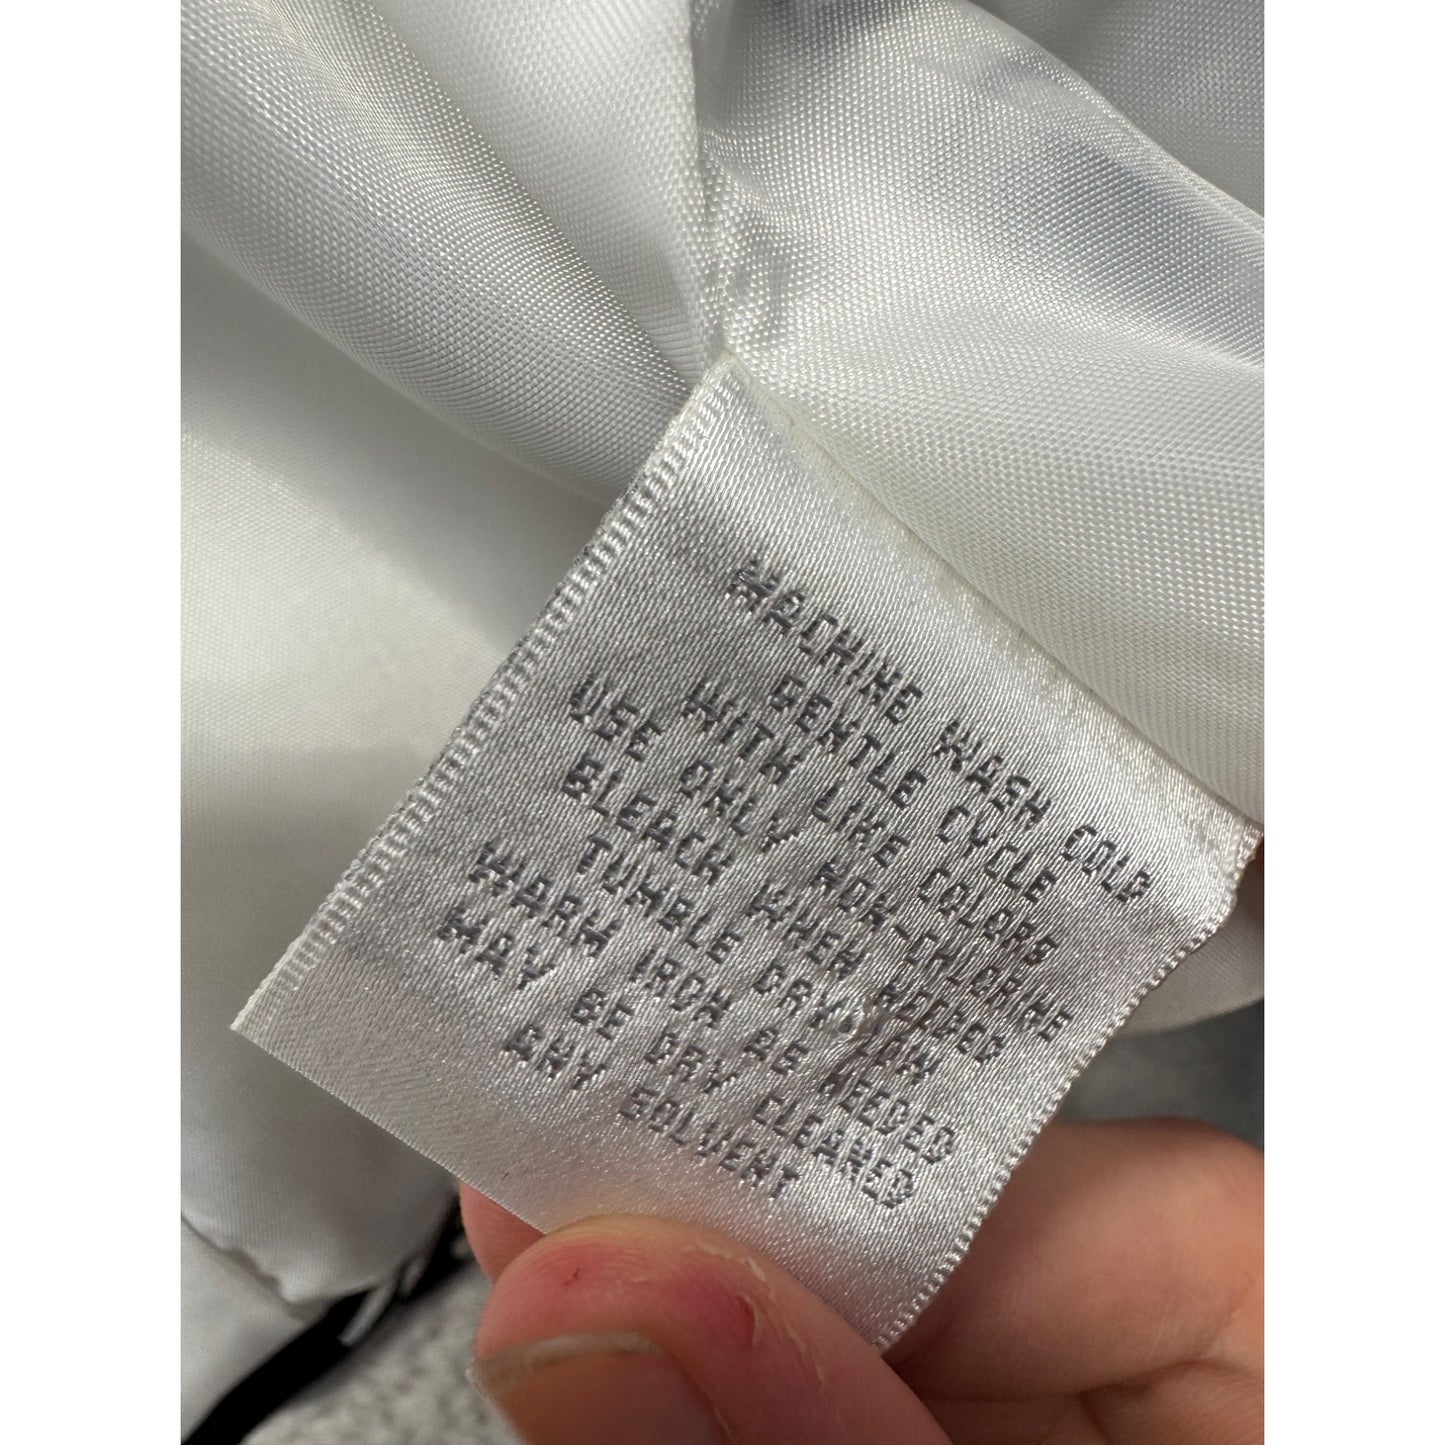 MACHINE WASH COLD
GENTLE CYCLE
WITH LIKE COLORS
USE ONLY NON-CHLORINE
BLEACH WHEN NEEDED
TUMBLE DRY LOW
WARM IRON AS NEEDED
MAY BE DRY CLEANED
ANY SOLVENT